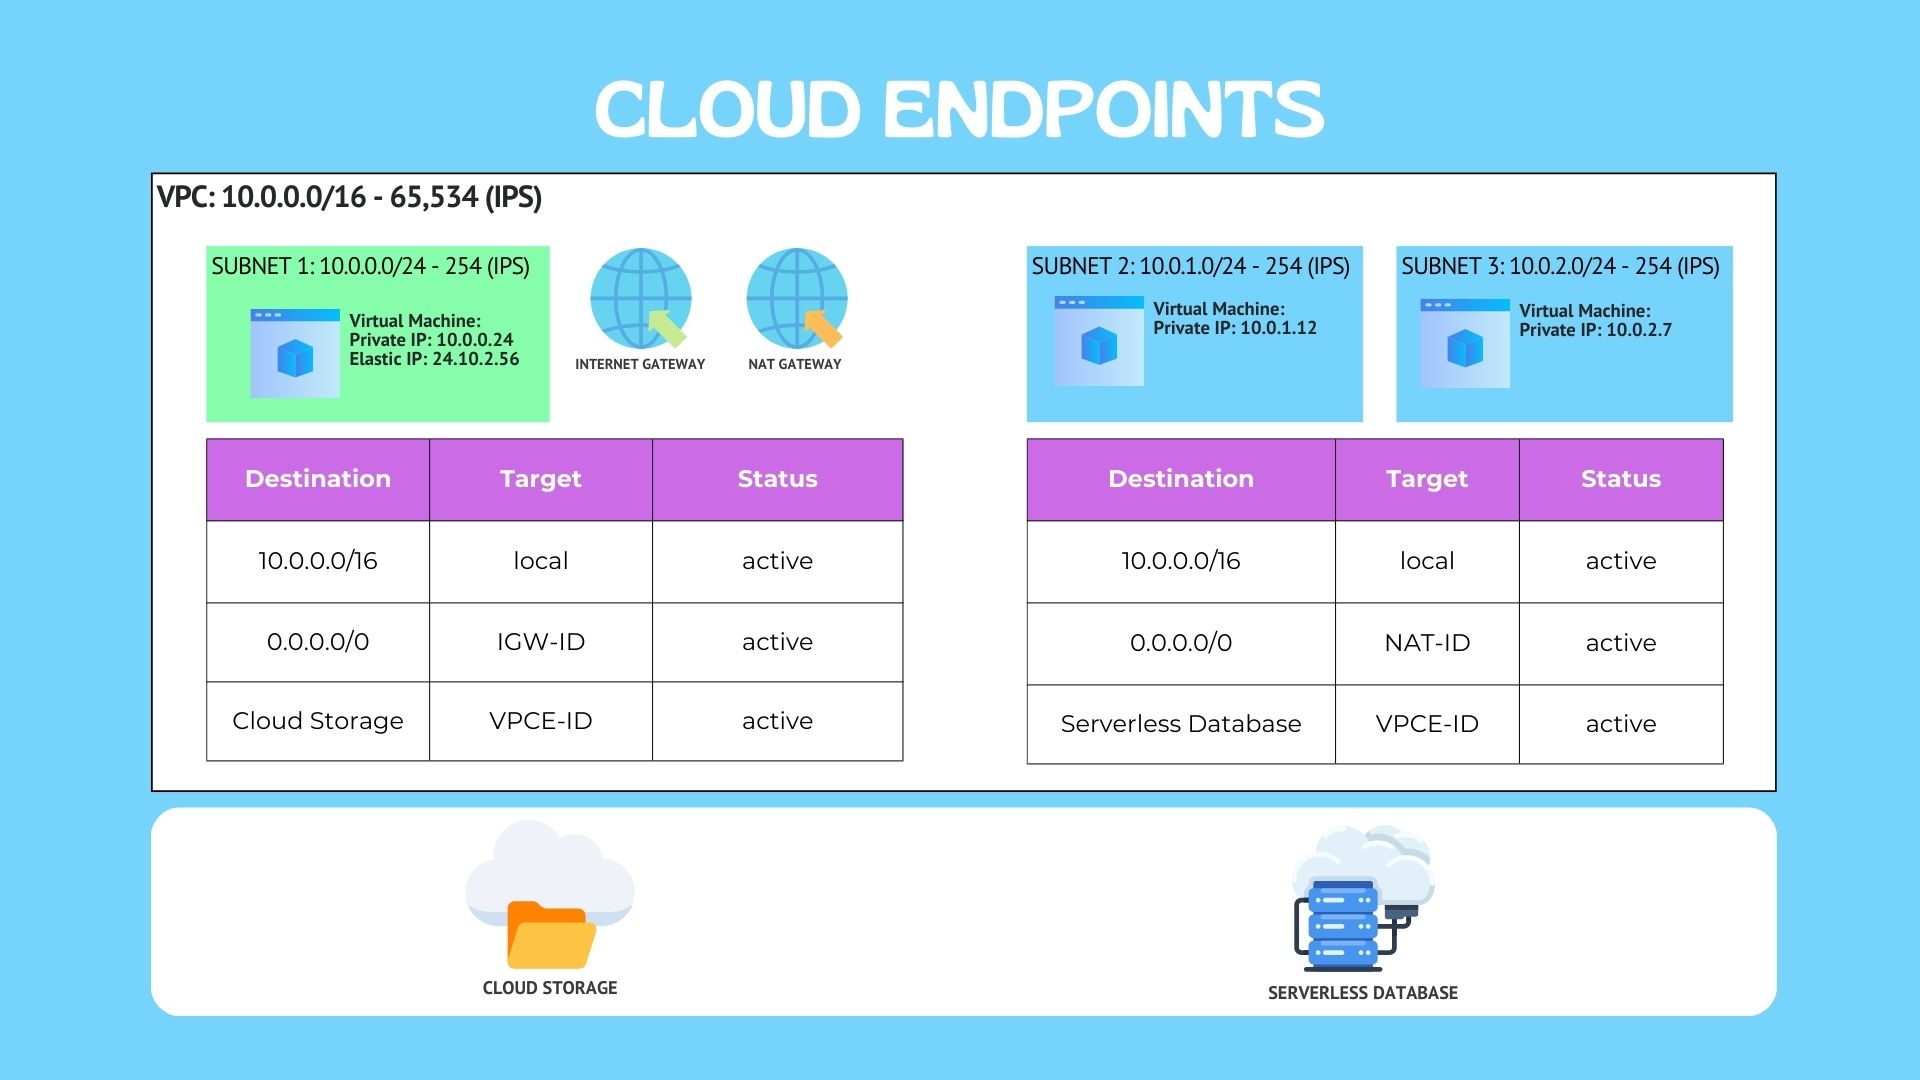 CLOUD ENDPOINTS
VPC: 10.0.0.0/16 - 65,534 (IPS)
SUBNET 1: 10.0.0.0/24 - 254 (IPS)
Virtual Machine:
Private IP: 10.0.0.24
Elastic IP: 24.10.2.56
INTERNET GATEWAY
NAT GATEWAY
SUBNET 2: 10.0.1.0/24 - 254 (IPS)
Virtual Machine:
Private IP: 10.0.1.12
SUBNET 3: 10.0.2.0/24 - 254 (IPS)
Virtual Machine:
Private IP: 10.0.2.7
Destination Target Status
10.0.0.0/16 local active
0.0.0.0/0 IGW-ID active
Cloud Storage VPCE-ID active
Destination Target Status
10.0.0.0/16 local active
0.0.0.0/0 NAT-ID active
Serverless Database VPCE-ID active
CLOUD STORAGE
SERVERLESS DATABASE